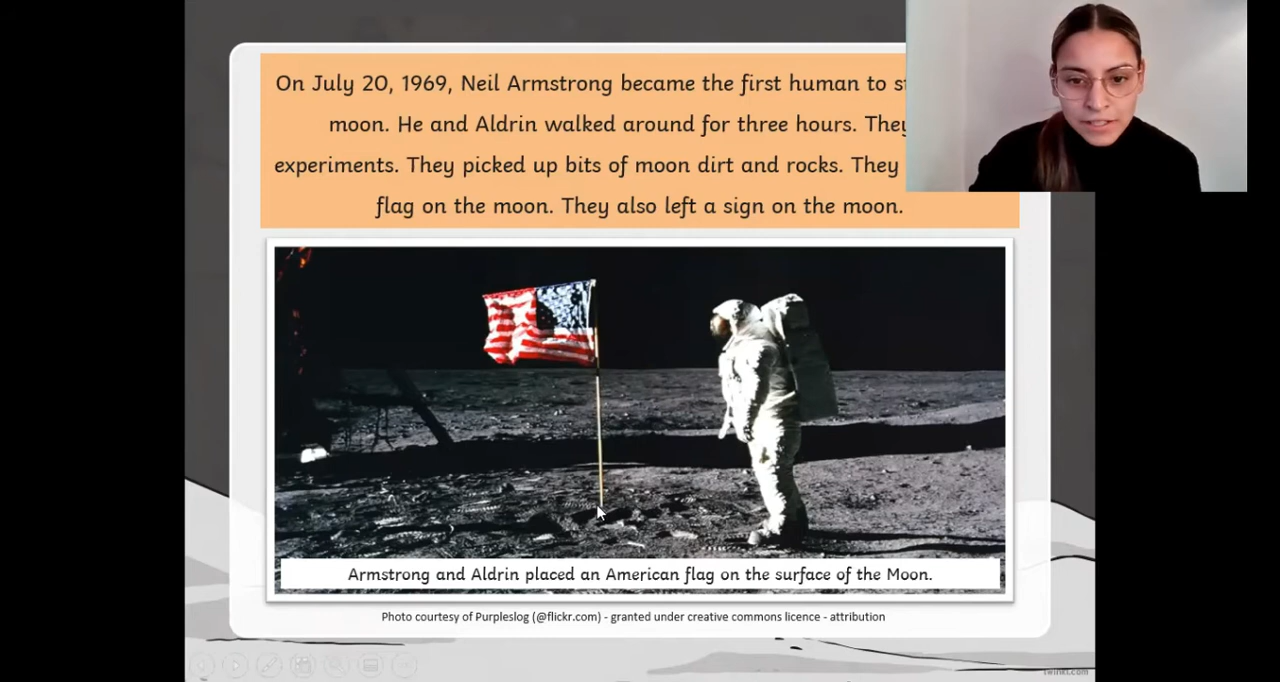 On July 20, 1969, Neil Armstrong became the first human to
moon. He and Aldrin walked around for three hours. They
experiments. They picked up bits of moon dirt and rocks. They
flag on the moon. They also left a sign on the moon.
Armstrong and Aldrin placed an American flag on the surface of the Moon.
Photo courtesy of Purpleslog (@flickr.com) - granted under creative commons licence - attribution
twinkl.com